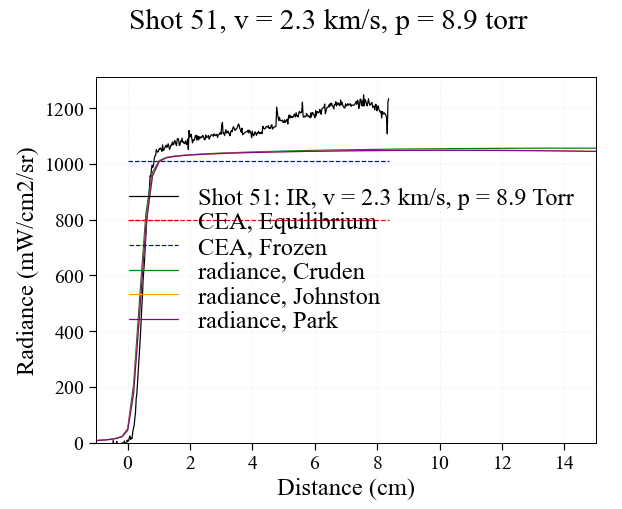 Shot 51, v = 2.3 km/s, p = 8.9 torr
Radiance (mW/cm2/sr)
1200
1000
800
600
400
200
0
Shot 51: IR, v = 2.3 km/s, p = 8.9 Torr
CEA, Equilibrium
CEA, Frozen
radiance, Cruden
radiance, Johnston
radiance, Park
0 2 4 6 8 10 12 14
Distance (cm)